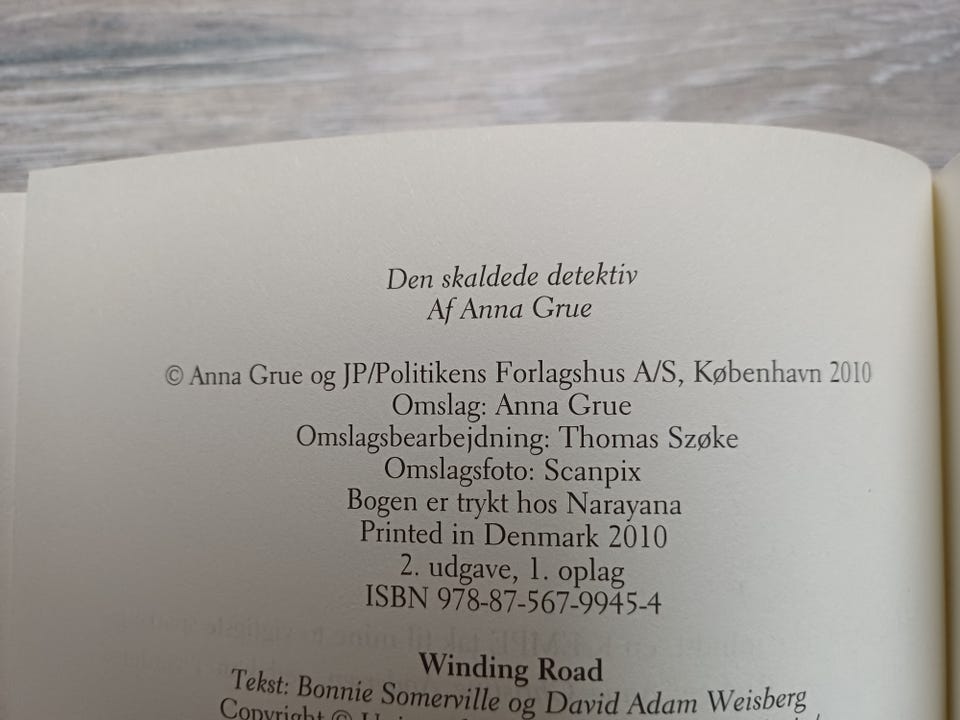 Den skaldede detektiv
Af Anna Grue
© Anna Grue og JP/Politikens Forlagshus A/S, København 2010
Omslag: Anna Grue
Omslagsbearbejdning: Thomas Szøke
Omslagsfoto: Scanpix
Bogen er trykt hos Narayana
Printed in Denmark 2010
2. udgave, 1. oplag
ISBN 978-87-567-9945-4
Winding Road
Tekst: Bonnie Somerville og David Adam Weisberg
Copyright ©